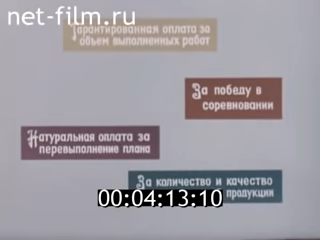 net-film.ru
Гарантированная оплата за
объем выполненных работ
За победу в
соревновании
Натуральная оплата за
перевыполнение плана
За количество и качество
продукции
00:04:13:10